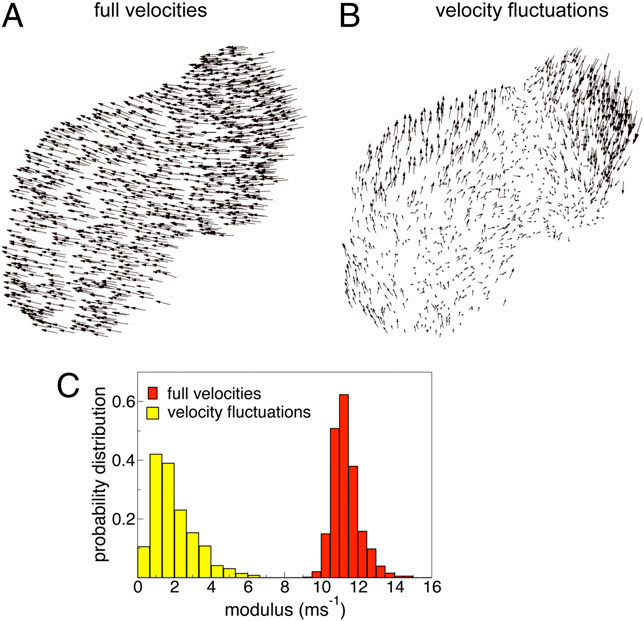 A full velocities
B velocity fluctuations
C
full velocities
velocity fluctuations
probability distribution
0.6
0.4
0.2
0 2 4 6 8 10 12 14 16
modulus (ms⁻¹)